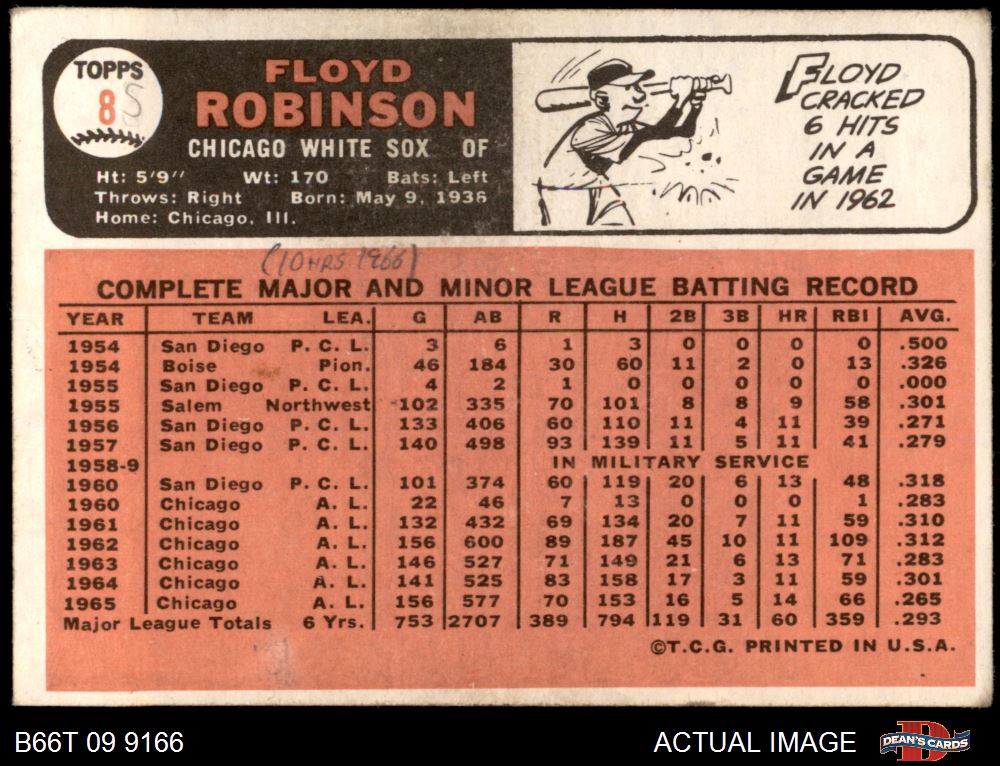 TOPPS
8 S
FLOYD
ROBINSON
CHICAGO WHITE SOX OF
Ht: 5'9" Wt: 170 Bats: Left
Throws: Right Born: May 9, 1936
Home: Chicago, Ill.
FLOYD
CRACKED
6 HITS
IN A
GAME
IN 1962
(10 HRS 1966)
COMPLETE MAJOR AND MINOR LEAGUE BATTING RECORD
YEAR TEAM LEA. G AB R H 2B 3B HR RBI AVG.
1954 San Diego P. C. L. 3 6 1 3 0 0 0 0 .500
1954 Boise Pion. 46 184 30 60 11 2 0 13 .326
1955 San Diego P. C. L. 4 2 1 0 0 0 0 0 .000
1955 Salem Northwest 102 335 70 101 8 8 9 58 .301
1956 San Diego P. C. L. 133 406 60 110 11 4 11 39 .271
1957 San Diego P. C. L. 140 498 93 139 11 5 11 41 .279
1958-9 IN MILITARY SERVICE
1960 San Diego P. C. L. 101 374 60 119 20 6 13 48 .318
1960 Chicago A. L. 22 46 7 13 0 0 0 1 .283
1961 Chicago A. L. 132 432 69 134 20 7 11 59 .310
1962 Chicago A. L. 156 600 89 187 45 10 11 109 .312
1963 Chicago A. L. 146 527 71 149 21 6 13 71 .283
1964 Chicago A. L. 141 525 83 158 17 3 11 59 .301
1965 Chicago A. L. 156 577 70 153 16 5 14 66 .265
Major League Totals 6 Yrs. 753 2707 389 794 119 31 60 359 .293
©T.C.G. PRINTED IN U.S.A.
B66T 09 9166
ACTUAL IMAGE
D
DEAN'S CARDS